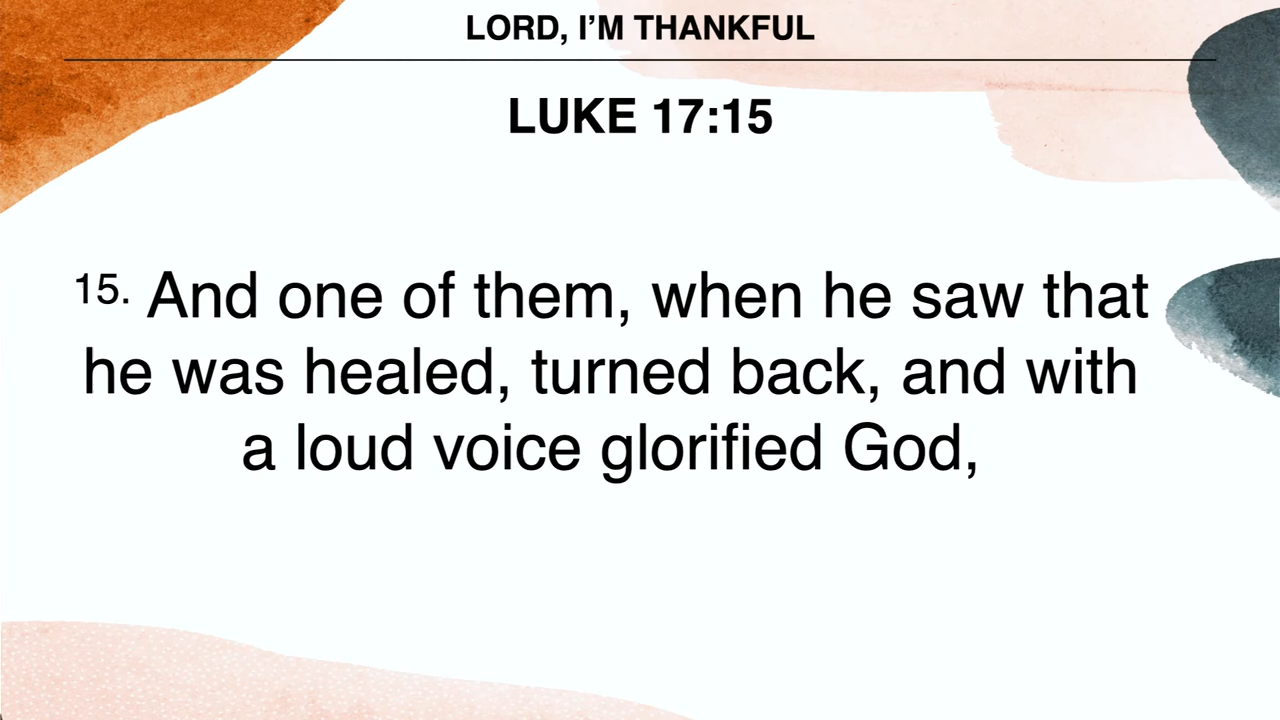 LORD, I’M THANKFUL
LUKE 17:15
15. And one of them, when he saw that
he was healed, turned back, and with
a loud voice glorified God,